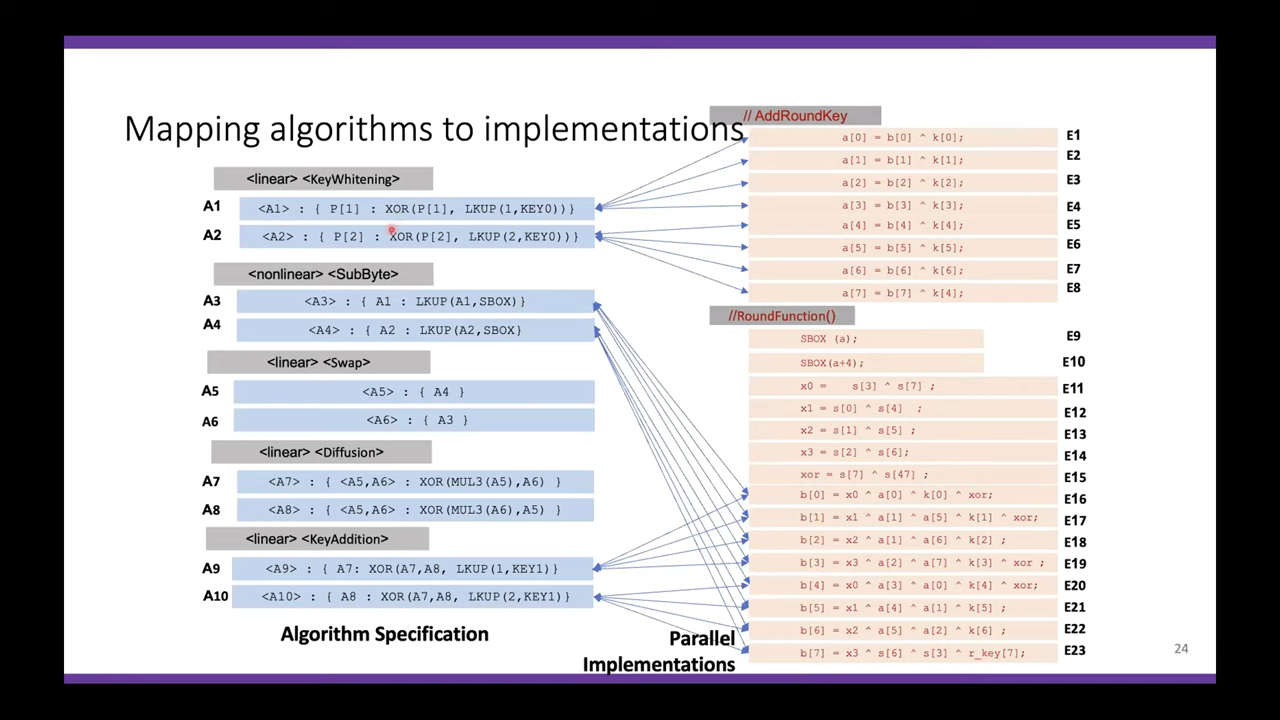 Mapping algorithms to implementations
<linear> <KeyWhitening>
A1 <A1> : { P[1] : XOR(P[1], LKUP(1,KEY0))}
A2 <A2> : { P[2] : XOR(P[2], LKUP(2,KEY0))}
<nonlinear> <SubByte>
A3 <A3> : { A1 : LKUP(A1,SBOX)}
A4 <A4> : { A2 : LKUP(A2,SBOX}
<linear> <Swap>
A5 <A5> : { A4 }
A6 <A6> : { A3 }
<linear> <Diffusion>
A7 <A7> : { <A5,A6> : XOR(MUL3(A5),A6) }
A8 <A8> : { <A5,A6> : XOR(MUL3(A6),A5) }
<linear> <KeyAddition>
A9 <A9> : { A7: XOR(A7,A8, LKUP(1,KEY1)}
A10 <A10> : { A8 : XOR(A7,A8, LKUP(2,KEY1)}
Algorithm Specification
// AddRoundKey
a[0] = b[0] ^ k[0]; E1
a[1] = b[1] ^ k[1]; E2
a[2] = b[2] ^ k[2]; E3
a[3] = b[3] ^ k[3]; E4
a[4] = b[4] ^ k[4]; E5
a[5] = b[5] ^ k[5]; E6
a[6] = b[6] ^ k[6]; E7
a[7] = b[7] ^ k[4]; E8
//RoundFunction()
SBOX (a); E9
SBOX(a+4); E10
x0 = s[3] ^ s[7] ; E11
x1 = s[0] ^ s[4] ; E12
x2 = s[1] ^ s[5] ; E13
x3 = s[2] ^ s[6]; E14
xor = s[7] ^ s[47] ; E15
b[0] = x0 ^ a[0] ^ k[0] ^ xor; E16
b[1] = x1 ^ a[1] ^ a[5] ^ k[1] ^ xor; E17
b[2] = x2 ^ a[1] ^ a[6] ^ k[2] ; E18
b[3] = x3 ^ a[2] ^ a[7] ^ k[3] ^ xor ; E19
b[4] = x0 ^ a[3] ^ a[0] ^ k[4] ^ xor; E20
b[5] = x1 ^ a[4] ^ a[1] ^ k[5] ; E21
b[6] = x2 ^ a[5] ^ a[2] ^ k[6] ; E22
b[7] = x3 ^ s[6] ^ s[3] ^ r_key[7]; E23
Parallel
Implementations
24